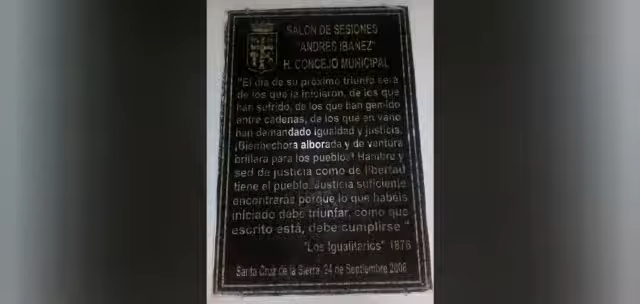 SALON DE SESIONES
"ANDRES IBAÑEZ"
H. CONCEJO MUNICIPAL
"El dia de su próximo triunfo será
de los que la iniciaron, de los que
han sufrido, de los que han gemido
entre cadenas, de los que en vano
han demandado igualdad y justicia.
¡Bienhechora alborada y de ventura
brillara para los pueblos! Hambre y
sed de justicia como de libertad
tiene el pueblo. Justicia suficiente
encontrarás porque lo que habéis
iniciado debe triunfar, como que
escrito está, debe cumplirse"
"Los Igualitarios" 1876
Santa Cruz de la Sierra, 24 de Septiembre